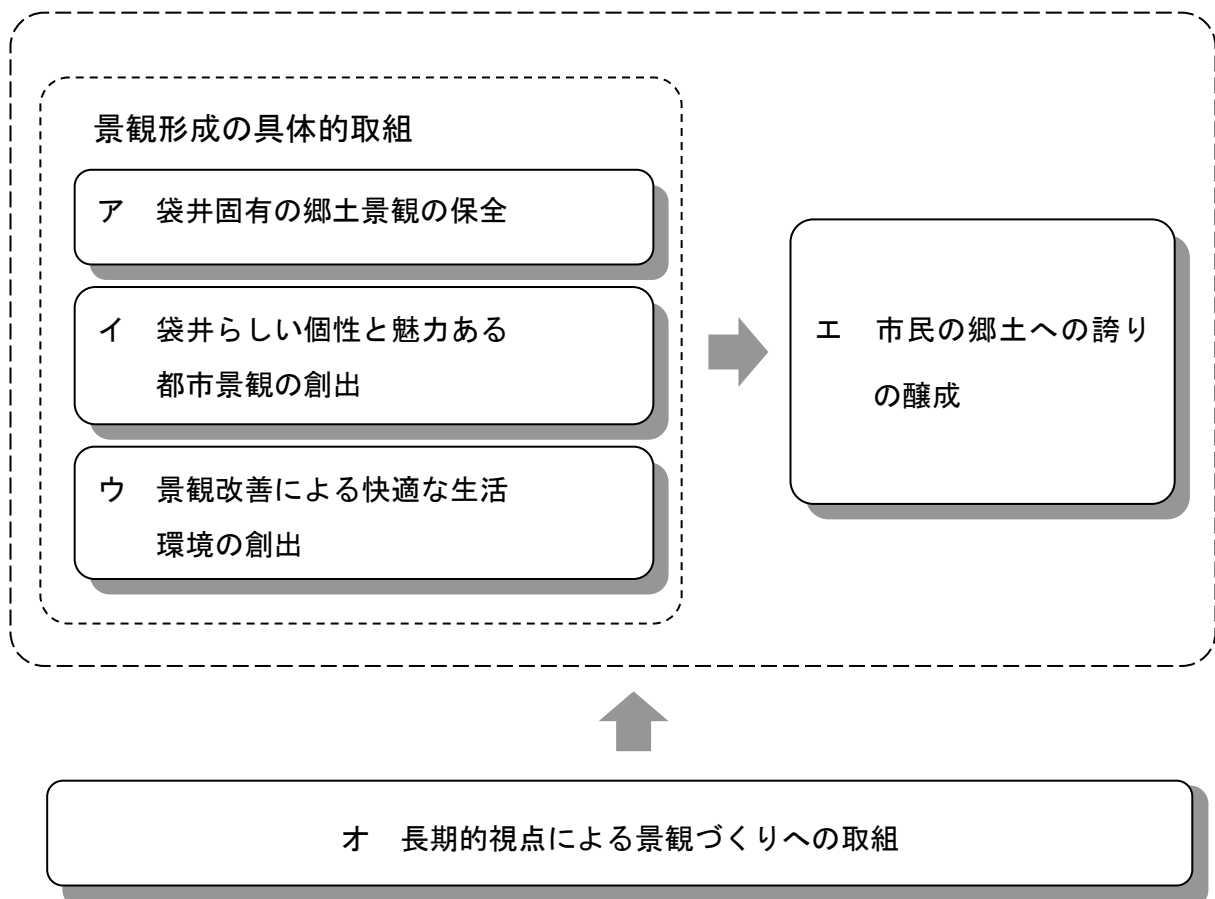 景観形成の具体的取組
ア 袋井固有の郷土景観の保全
イ 袋井らしい個性と魅力ある
都市景観の創出
ウ 景観改善による快適な生活
環境の創出
エ 市民の郷土への誇り
の醸成
オ 長期的視点による景観づくりへの取組